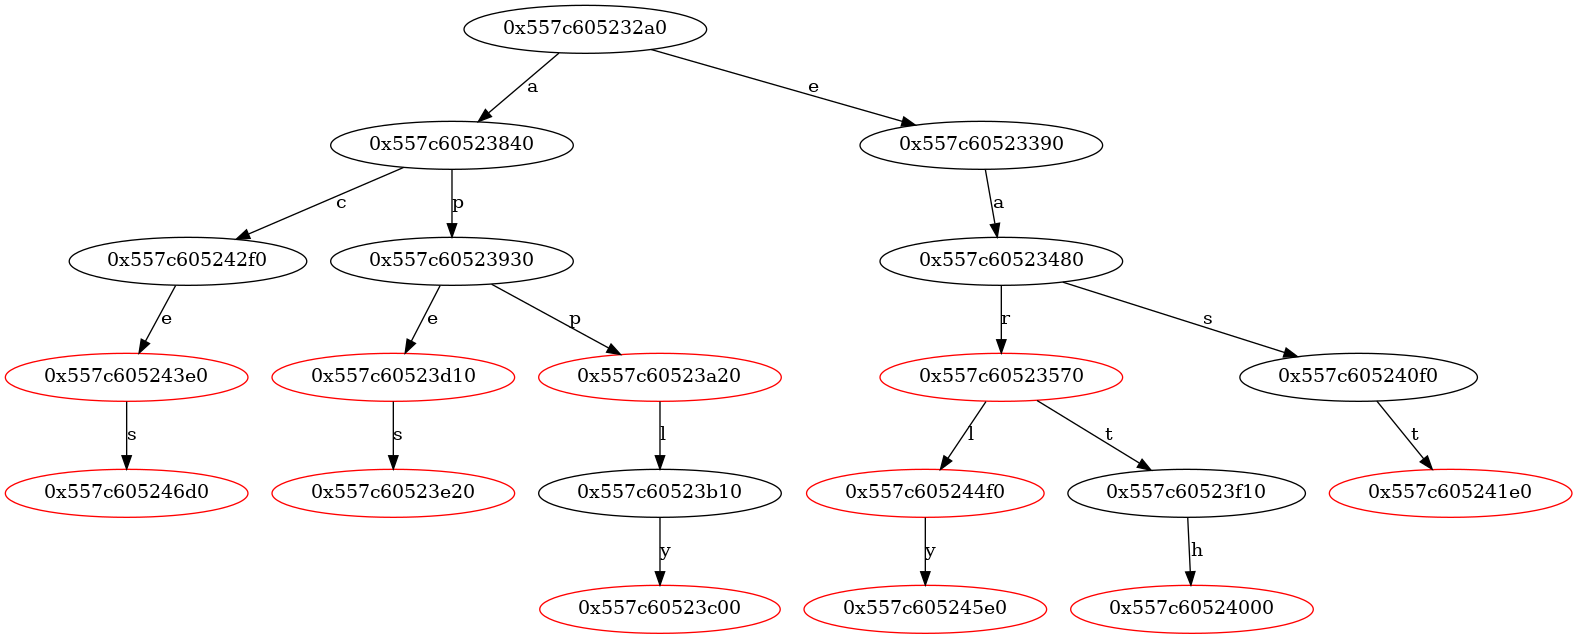 0x557c605232a0
a
e
0x557c60523840
0x557c60523390
c
p
a
0x557c605242f0
0x557c60523930
0x557c60523480
e
e
p
r
s
0x557c605243e0
0x557c60523d10
0x557c60523a20
0x557c60523570
0x557c605240f0
s
s
l
l
t
t
0x557c605246d0
0x557c60523e20
0x557c60523b10
0x557c605244f0
0x557c60523f10
0x557c605241e0
y
y
h
0x557c60523c00
0x557c605245e0
0x557c60524000